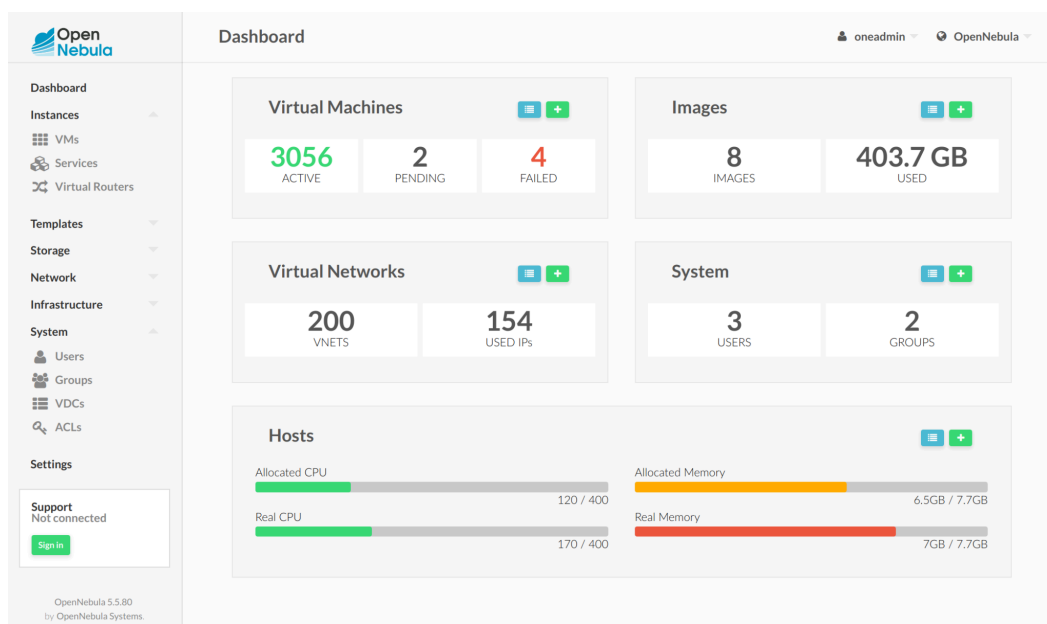 Open
Nebula
Dashboard
oneadmin
OpenNebula
Dashboard
Instances
VMs
Services
Virtual Routers
Templates
Storage
Network
Infrastructure
System
Users
Groups
VDCs
ACLs
Settings
Support
Not connected
Sign in
OpenNebula 5.5.80
by OpenNebula Systems.
Virtual Machines
3056 2 4
ACTIVE PENDING FAILED
Images
8 403.7 GB
IMAGES USED
Virtual Networks
200 154
VNETS USED IPs
System
3 2
USERS GROUPS
Hosts
Allocated CPU
120 / 400
Real CPU
170 / 400
Allocated Memory
6.5GB / 7.7GB
Real Memory
7GB / 7.7GB